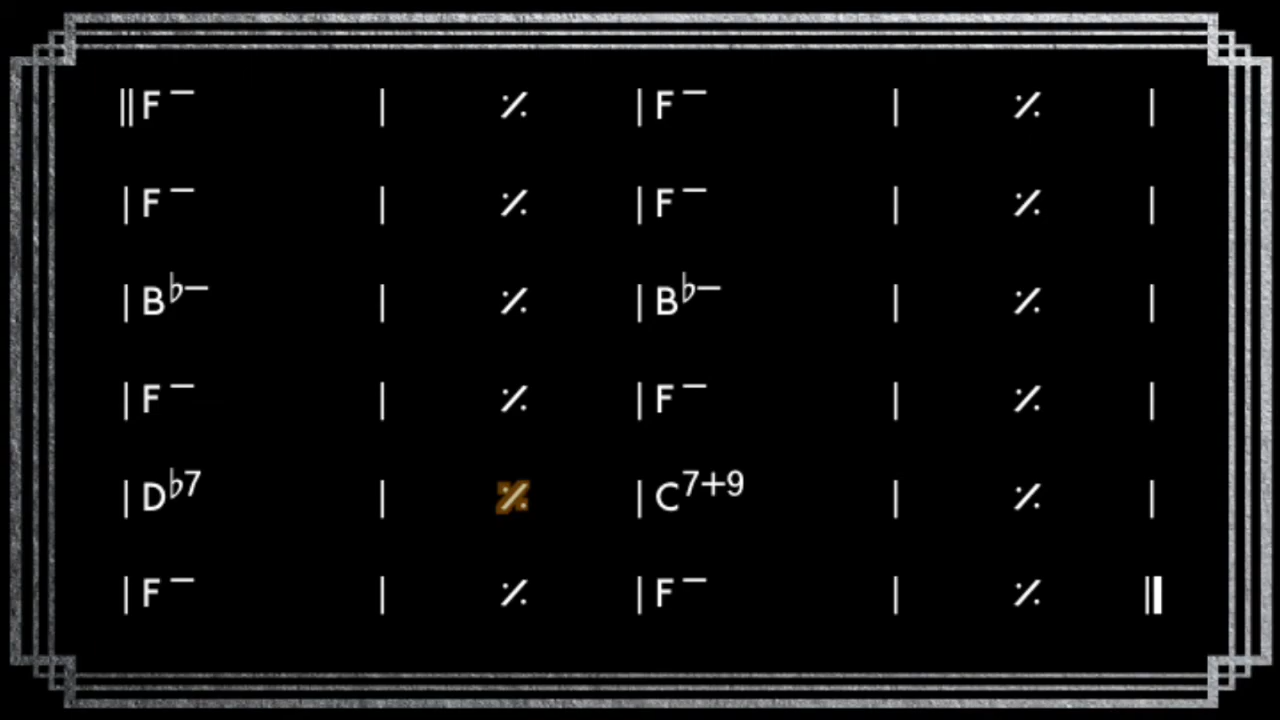 ‖ F– | 𝄎 | F– | 𝄎 |
| F– | 𝄎 | F– | 𝄎 |
| B♭– | 𝄎 | B♭– | 𝄎 |
| F– | 𝄎 | F– | 𝄎 |
| D♭7 | 𝄎 | C7+9 | 𝄎 |
| F– | 𝄎 | F– | 𝄎 𝄂